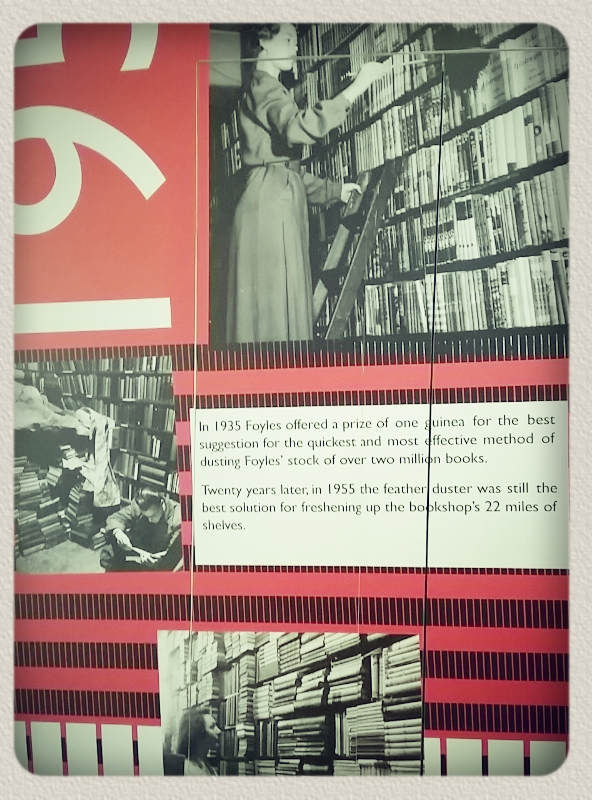 In 1935 Foyles offered a prize of one guinea for the best
suggestion for the quickest and most effective method of
dusting Foyles' stock of over two million books.
Twenty years later, in 1955 the feather duster was still the
best solution for freshening up the bookshop's 22 miles of
shelves.